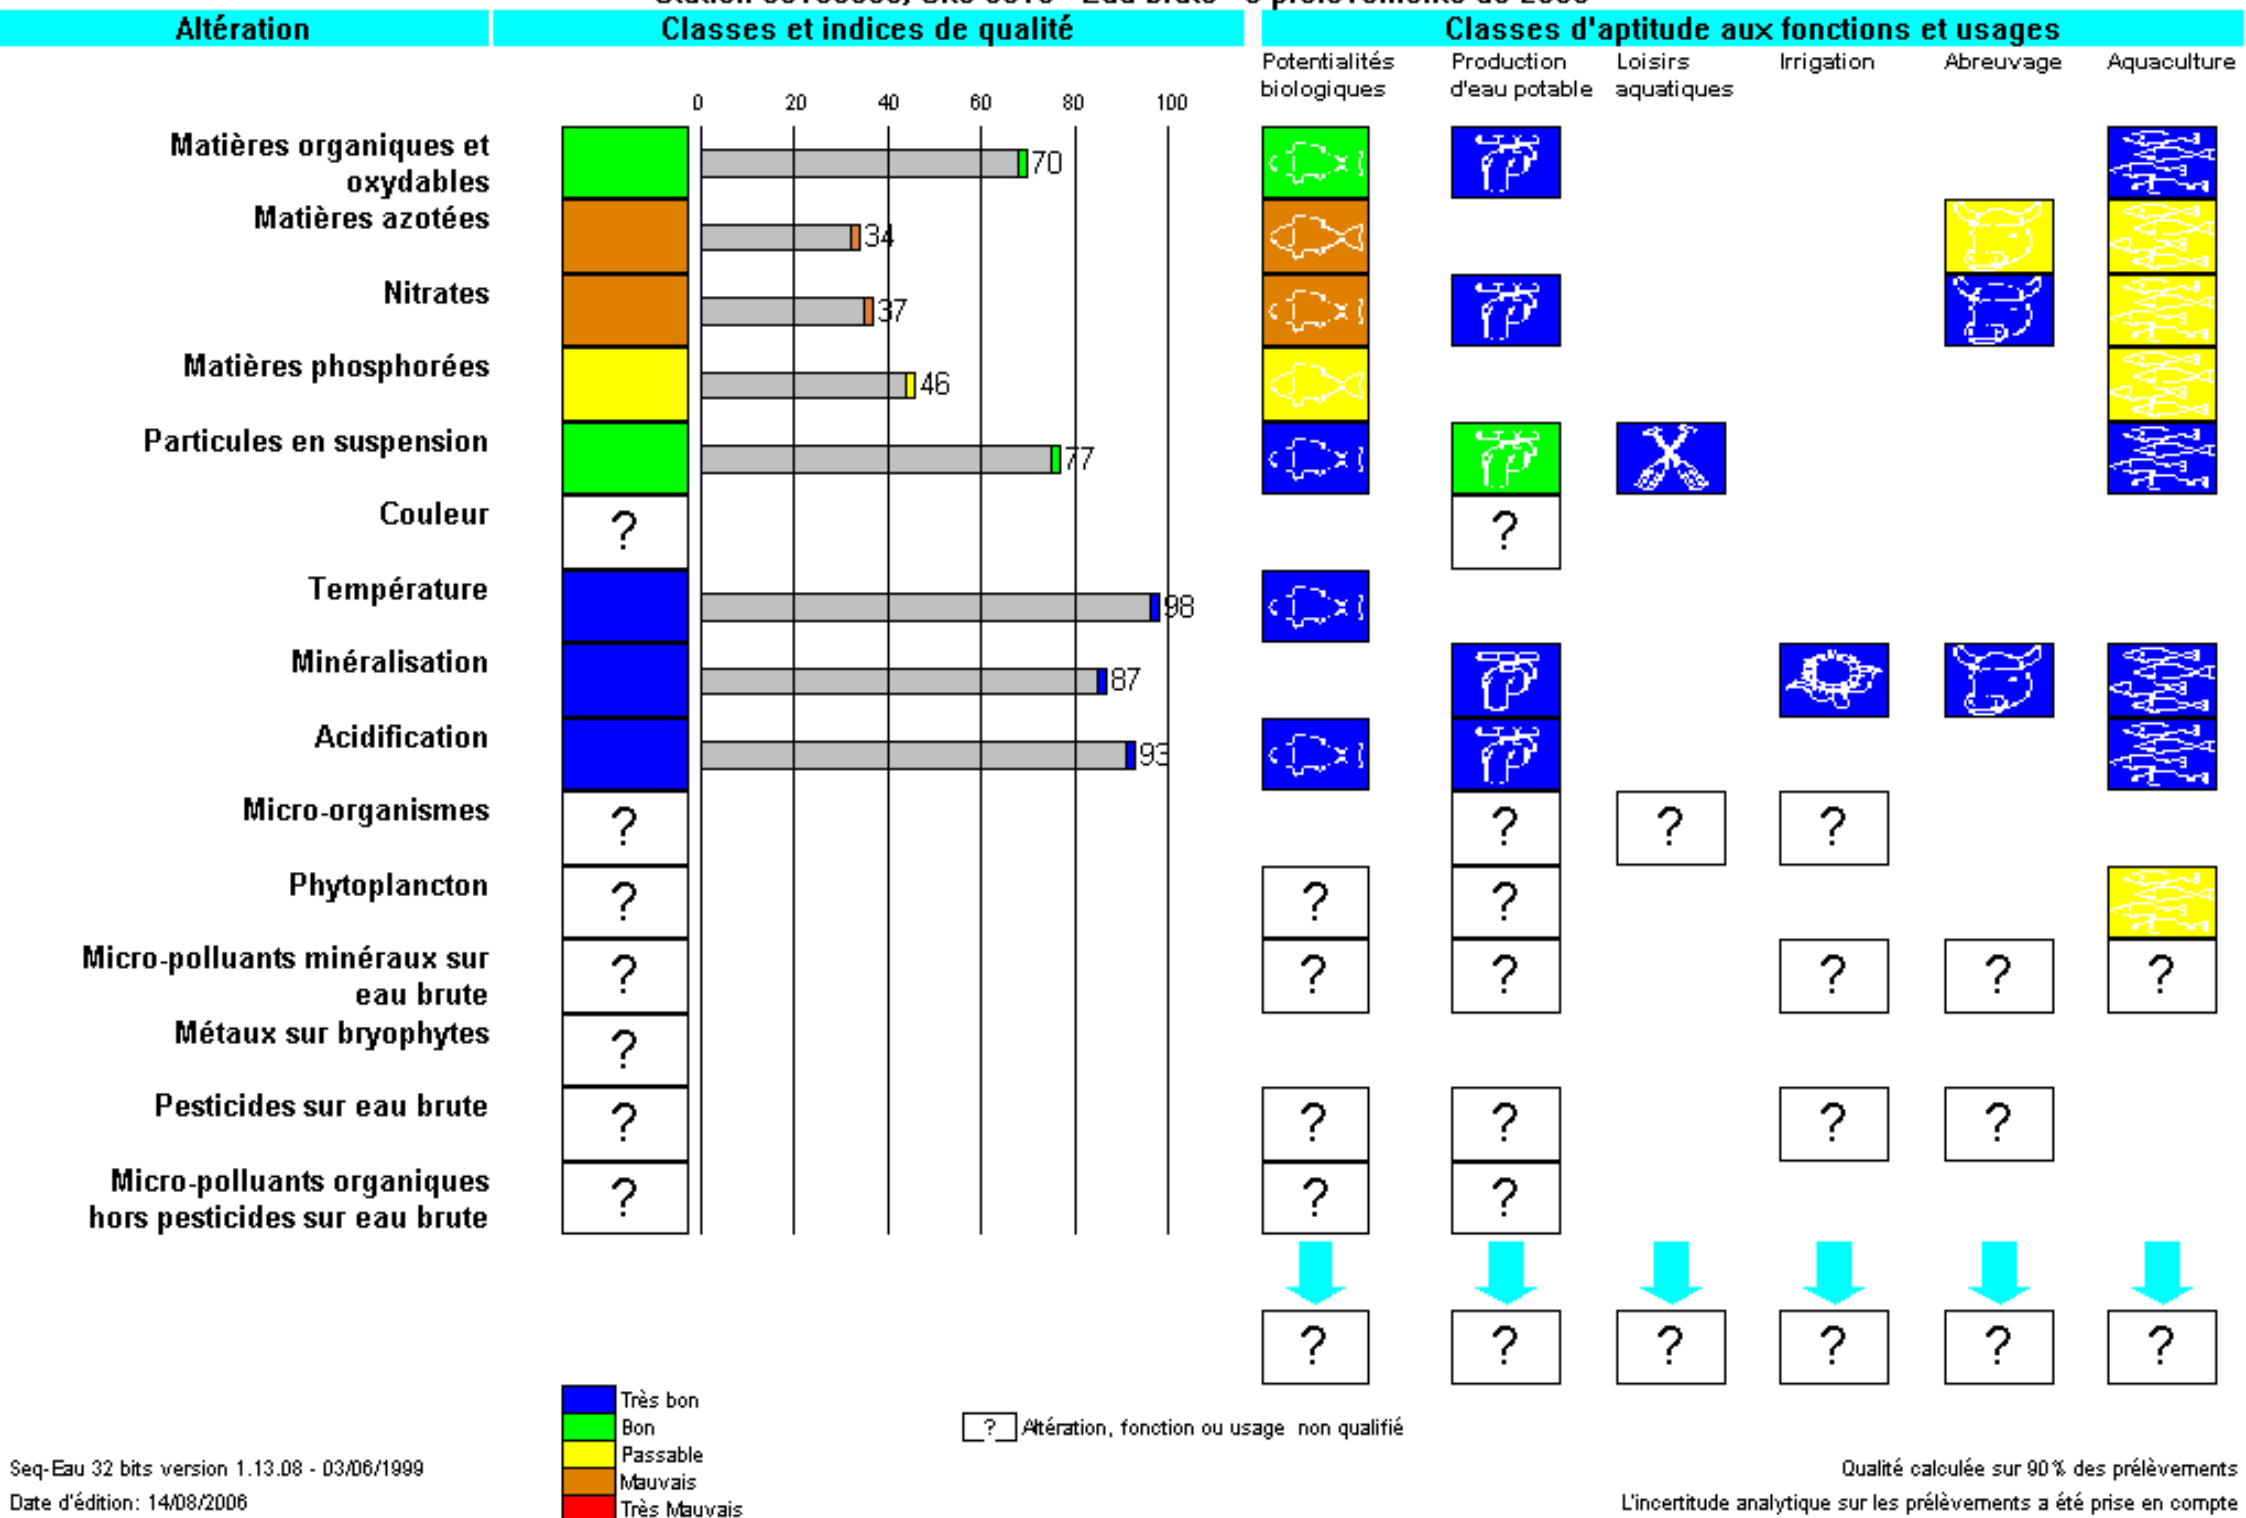 Altération
Classes et indices de qualité
Classes d'aptitude aux fonctions et usages
Potentialités
biologiques
Production
d'eau potable
Loisirs
aquatiques
Irrigation
Abreuvage
Aquaculture
0 20 40 60 80 100
Matières organiques et
oxydables
70
Matières azotées
34
Nitrates
37
Matières phosphorées
46
Particules en suspension
77
Couleur
? ?
Température
98
Minéralisation
87
Acidification
93
Micro-organismes
? ? ? ?
Phytoplancton
? ? ?
Micro-polluants minéraux sur
eau brute
? ? ? ? ? ?
Métaux sur bryophytes
?
Pesticides sur eau brute
? ? ? ? ?
Micro-polluants organiques
hors pesticides sur eau brute
? ? ?
? ? ? ? ? ?
Très bon
Bon
Passable
Mauvais
Très Mauvais
? Altération, fonction ou usage non qualifié
Seq-Eau 32 bits version 1.13.08 - 03/06/1999
Date d'édition: 14/08/2006
Qualité calculée sur 90% des prélèvements
L'incertitude analytique sur les prélèvements a été prise en compte